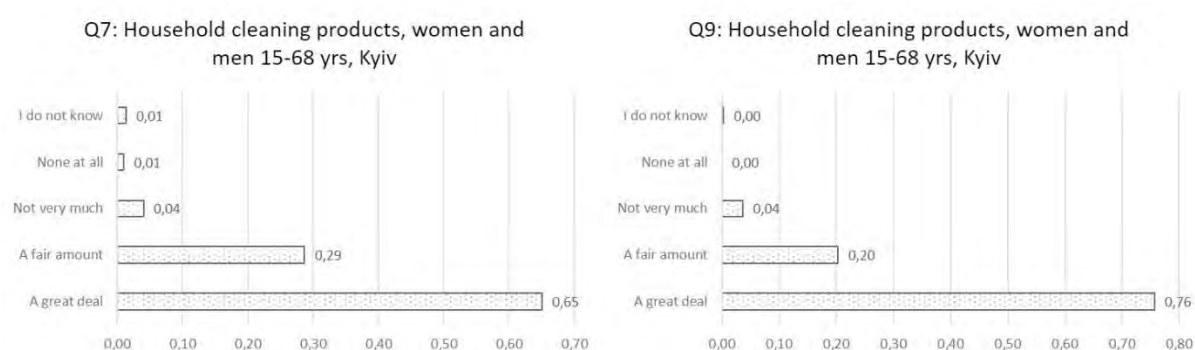 Q7: Household cleaning products, women and
men 15-68 yrs, Kyiv
I do not know 0,01
None at all 0,01
Not very much 0,04
A fair amount 0,29
A great deal 0,65
0,00 0,10 0,20 0,30 0,40 0,50 0,60 0,70
Q9: Household cleaning products, women and
men 15-68 yrs, Kyiv
I do not know 0,00
None at all 0,00
Not very much 0,04
A fair amount 0,20
A great deal 0,76
0,00 0,10 0,20 0,30 0,40 0,50 0,60 0,70 0,80